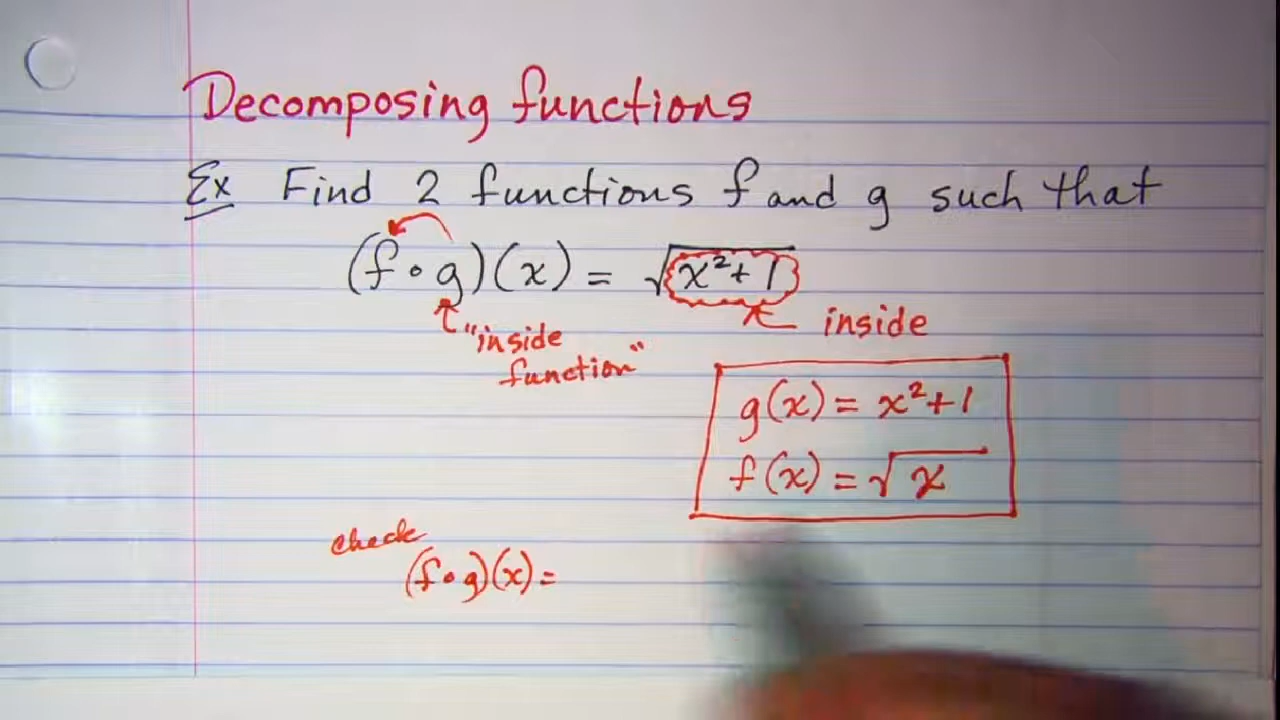 Decomposing functions
Ex Find 2 functions f and g such that
(f∘g)(x) = √x²+1
"inside function"
inside
g(x) = x²+1
f(x) = √x
check
(f∘g)(x) =